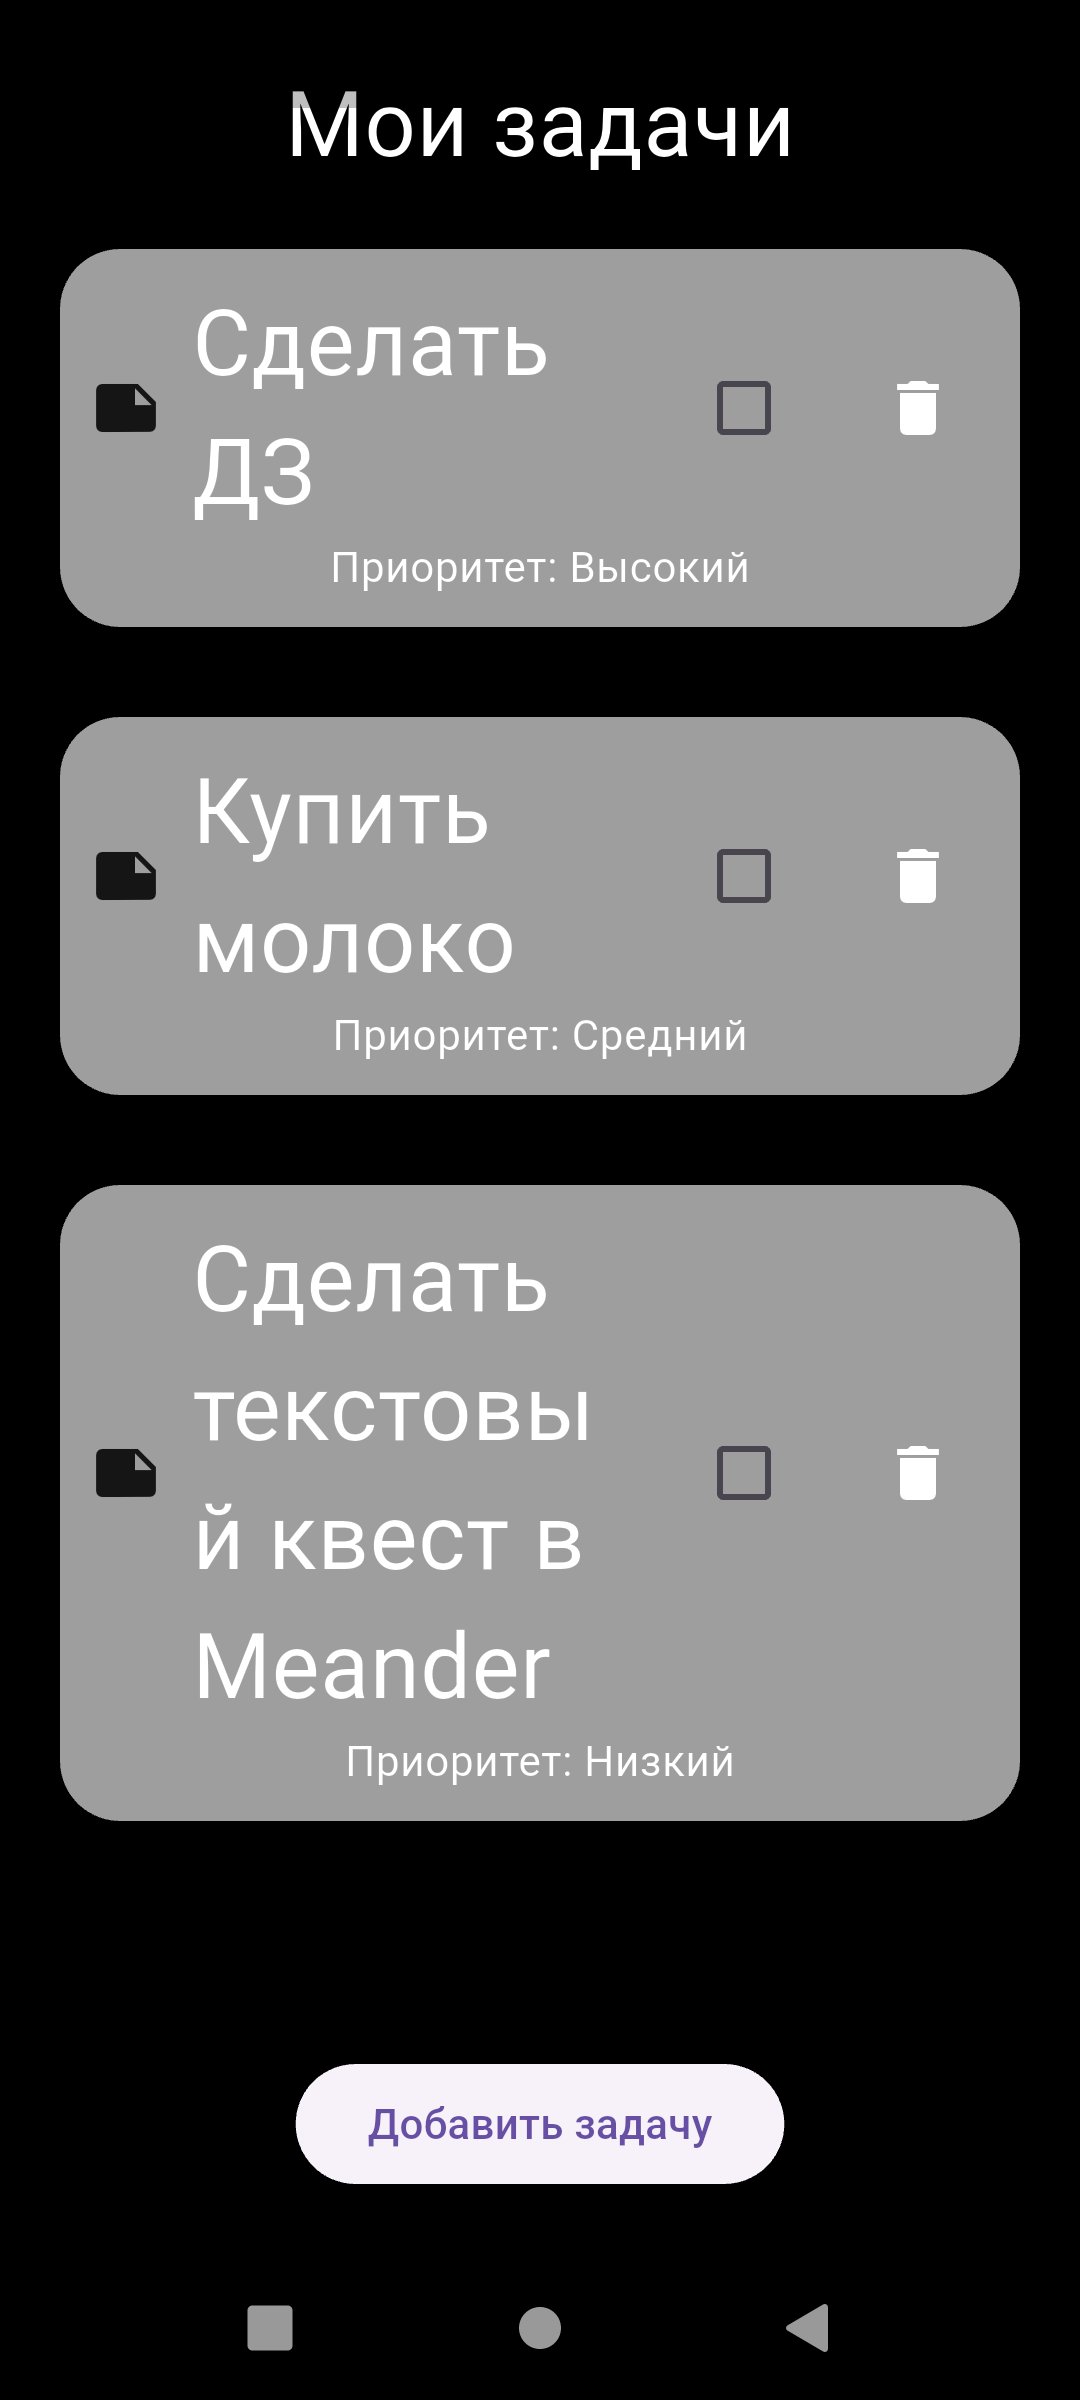 Мои задачи
Сделать
ДЗ
Приоритет: Высокий
Купить
молоко
Приоритет: Средний
Сделать
текстовы
й квест в
Meander
Приоритет: Низкий
Добавить задачу